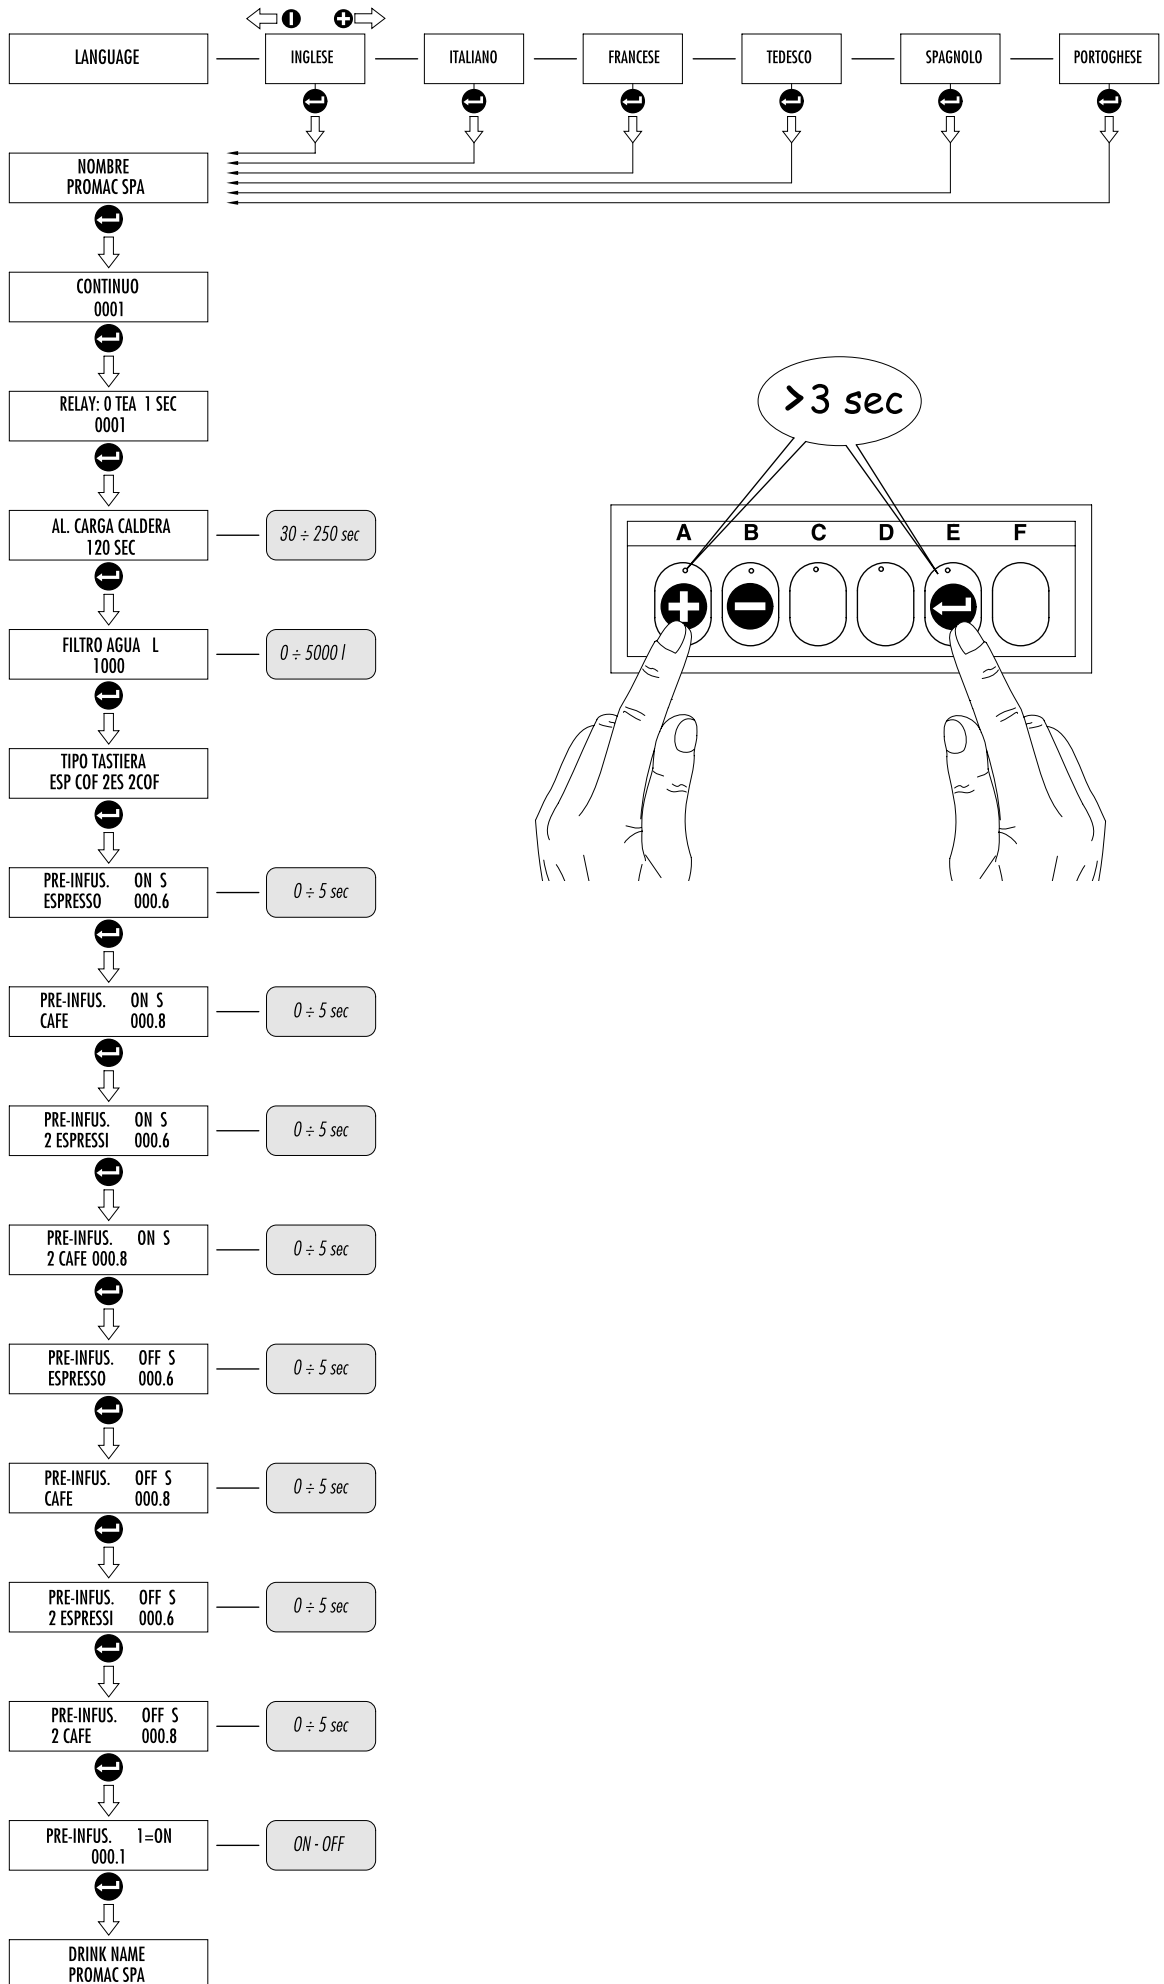 LANGUAGE
INGLESE
ITALIANO
FRANCESE
TEDESCO
SPAGNOLO
PORTOGHESE
NOMBRE
PROMAC SPA
CONTINUO
0001
RELAY: 0 TEA 1 SEC
0001
>3 sec
A B C D E F
AL. CARGA CALDERA
120 SEC
30 ÷ 250 sec
FILTRO AGUA L
1000
0 ÷ 5000 l
TIPO TASTIERA
ESP COF 2ES 2COF
PRE-INFUS. ON S
ESPRESSO 000.6
0 ÷ 5 sec
PRE-INFUS. ON S
CAFE 000.8
0 ÷ 5 sec
PRE-INFUS. ON S
2 ESPRESSI 000.6
0 ÷ 5 sec
PRE-INFUS. ON S
2 CAFE 000.8
0 ÷ 5 sec
PRE-INFUS. OFF S
ESPRESSO 000.6
0 ÷ 5 sec
PRE-INFUS. OFF S
CAFE 000.8
0 ÷ 5 sec
PRE-INFUS. OFF S
2 ESPRESSI 000.6
0 ÷ 5 sec
PRE-INFUS. OFF S
2 CAFE 000.8
0 ÷ 5 sec
PRE-INFUS. 1=ON
000.1
ON - OFF
DRINK NAME
PROMAC SPA